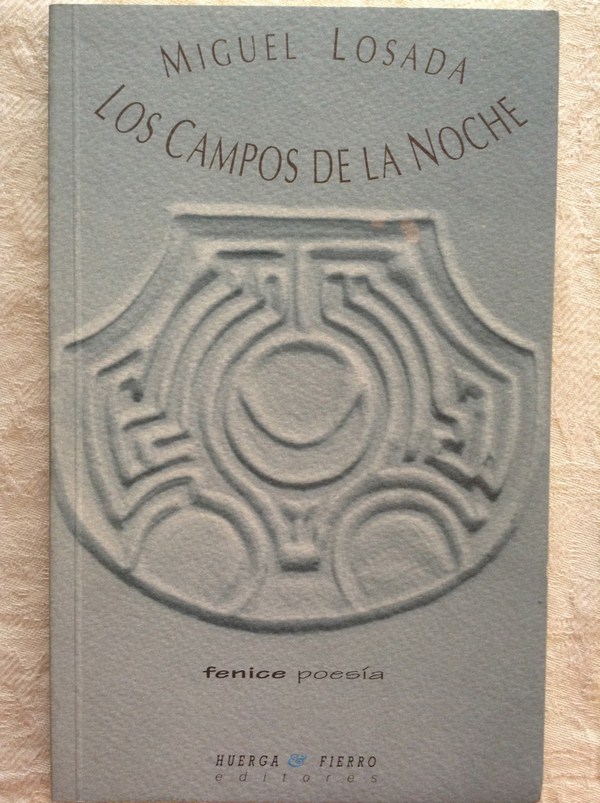 MIGUEL LOSADA
LOS CAMPOS DE LA NOCHE
fenice poesía
HUERGA & FIERRO
editores